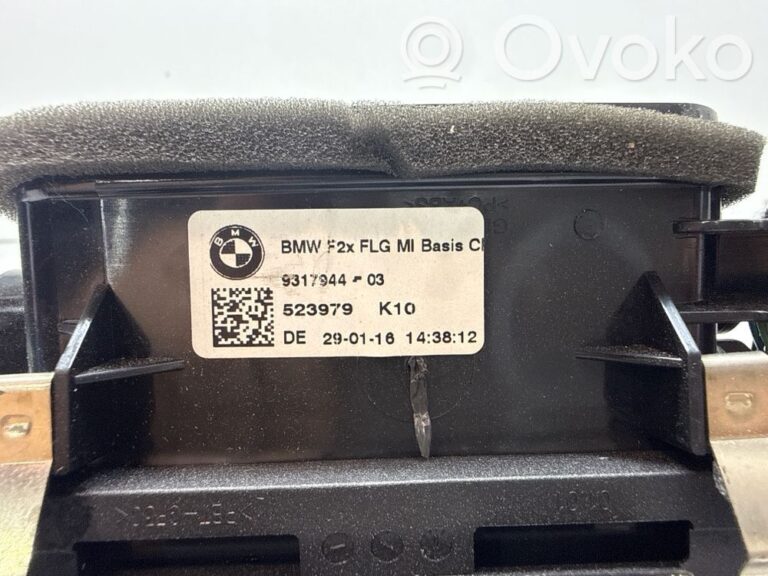 Ovoko
BMW
BMW F2x FLG MI Basis
9317944 - 03
523979 K10
DE 29-01-16 14:38:12